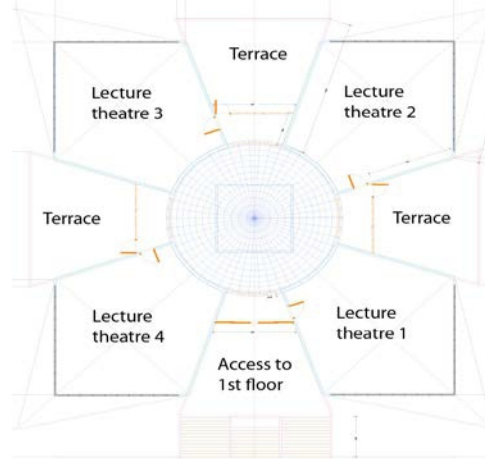 Terrace
Lecture
theatre 3
Lecture
theatre 2
Terrace
Terrace
Lecture
theatre 4
Lecture
theatre 1
Access to
1st floor